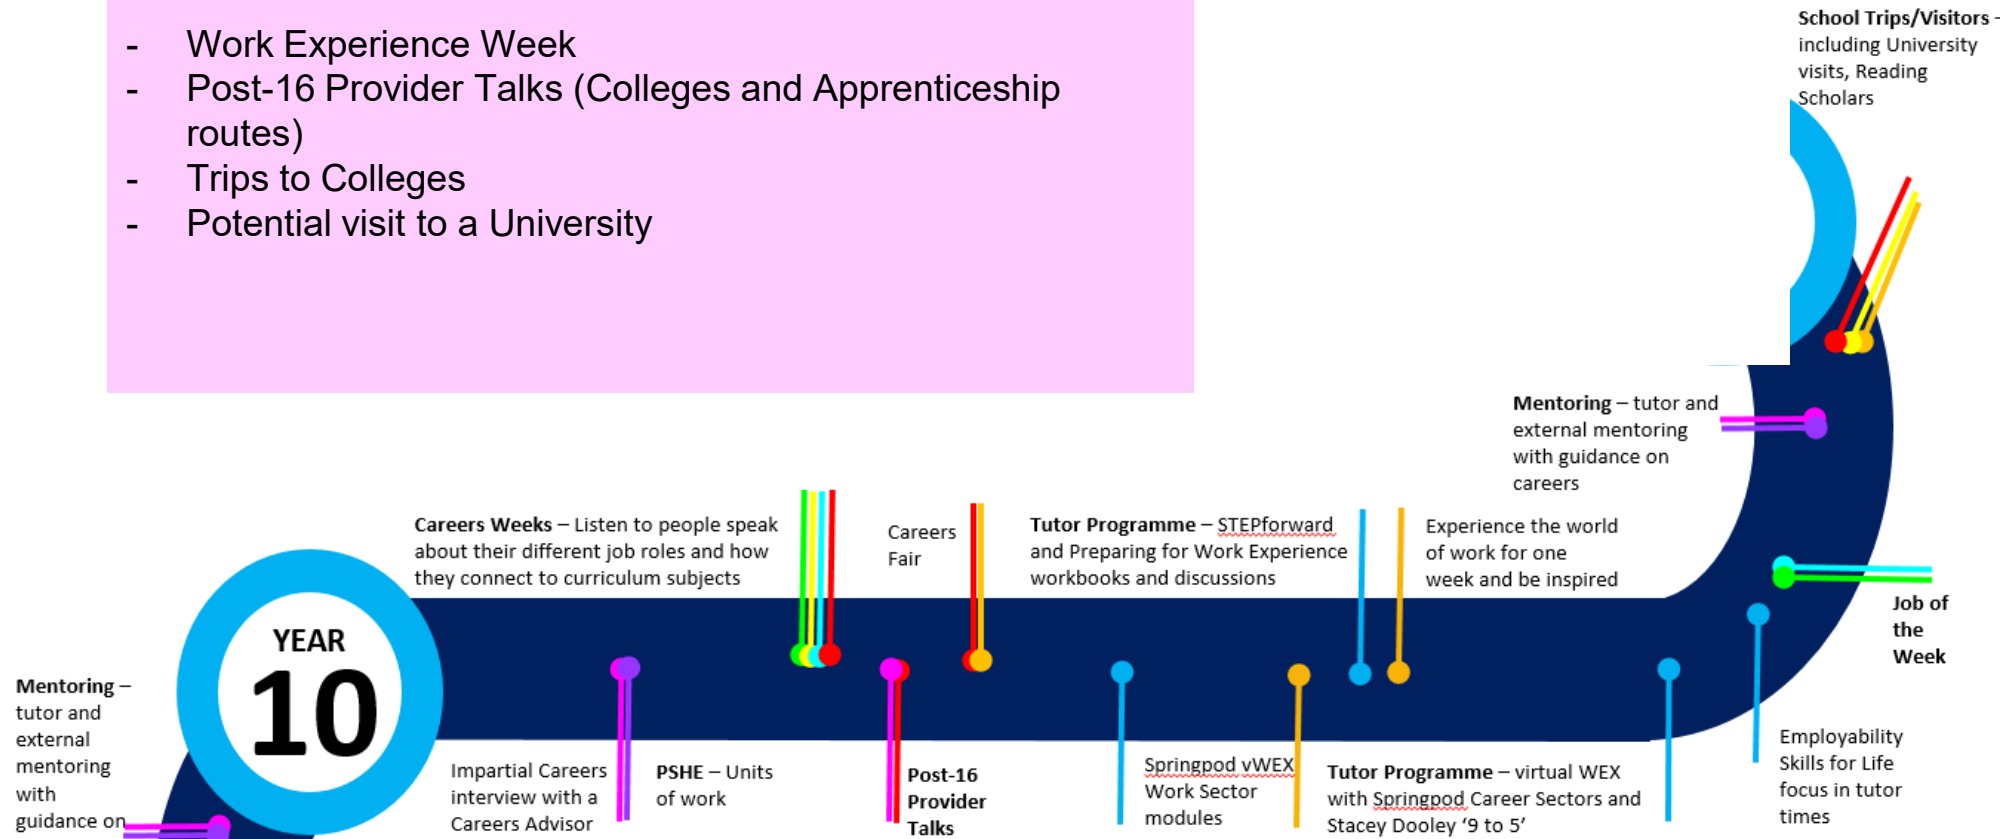 - Work Experience Week
- Post-16 Provider Talks (Colleges and Apprenticeship
routes)
- Trips to Colleges
- Potential visit to a University
School Trips/Visitors –
including University
visits, Reading
Scholars
Mentoring – tutor and
external mentoring
with guidance on
careers
Careers Weeks – Listen to people speak
about their different job roles and how
they connect to curriculum subjects
Careers
Fair
Tutor Programme – STEPforward
and Preparing for Work Experience
workbooks and discussions
Experience the world
of work for one
week and be inspired
Job of
the
Week
YEAR
10
Mentoring –
tutor and
external
mentoring
with
guidance on
Impartial Careers
interview with a
Careers Advisor
PSHE – Units
of work
Post-16
Provider
Talks
Springpod vWEX
Work Sector
modules
Tutor Programme – virtual WEX
with Springpod Career Sectors and
Stacey Dooley ‘9 to 5’
Employability
Skills for Life
focus in tutor
times